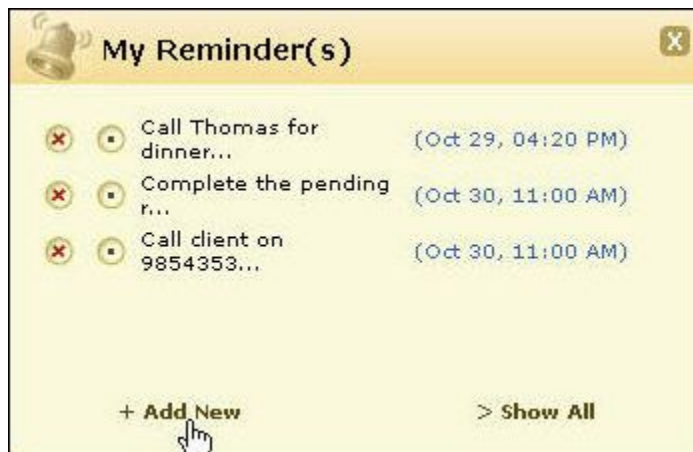 My Reminder(s)
X
Call Thomas for
dinner...
(Oct 29, 04:20 PM)
Complete the pending
r...
(Oct 30, 11:00 AM)
Call client on
9854353...
(Oct 30, 11:00 AM)
+ Add New
> Show All